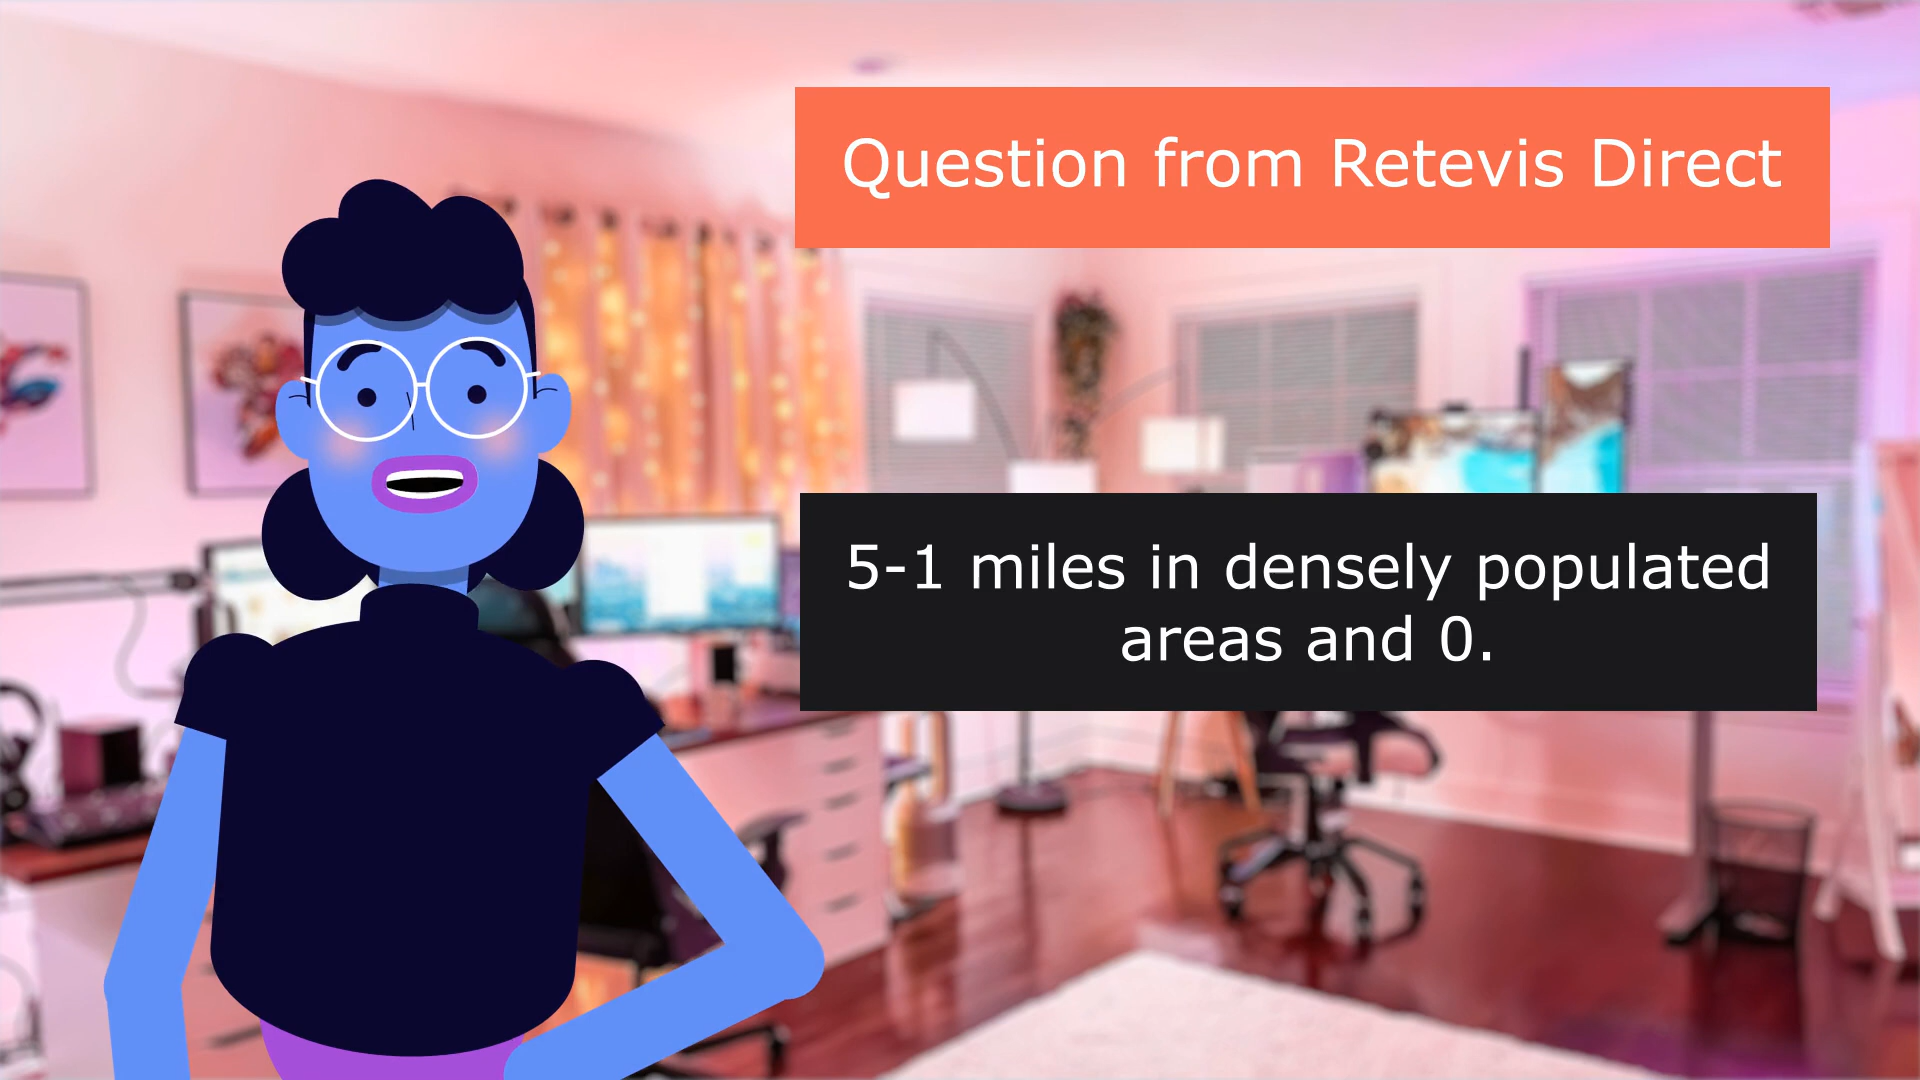 Question from Retevis Direct
5-1 miles in densely populated
areas and 0.